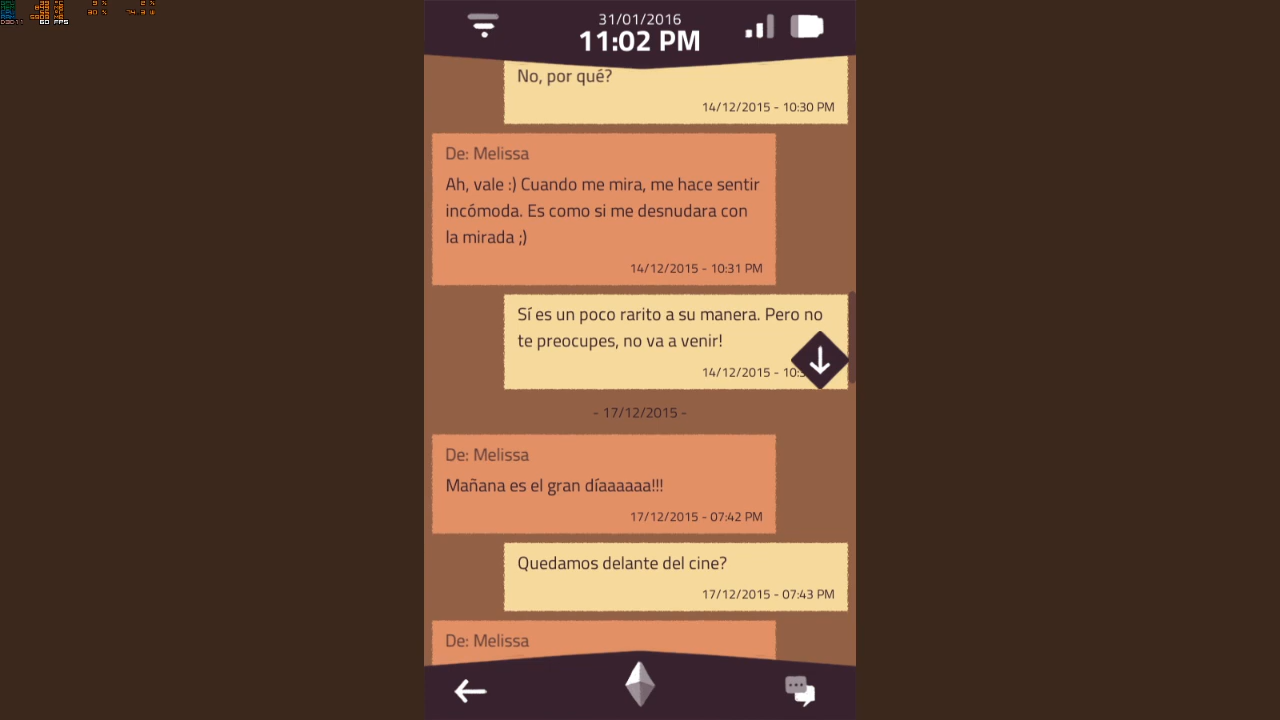 60 FPS
31/01/2016
11:02 PM
No, por qué?
14/12/2015 - 10:30 PM
De: Melissa
Ah, vale :) Cuando me mira, me hace sentir
incómoda. Es como si me desnudara con
la mirada ;)
14/12/2015 - 10:31 PM
Sí es un poco rarito a su manera. Pero no
te preocupes, no va a venir!
14/12/2015 -
- 17/12/2015 -
De: Melissa
Mañana es el gran díaaaaaa!!!
17/12/2015 - 07:42 PM
Quedamos delante del cine?
17/12/2015 - 07:43 PM
De: Melissa